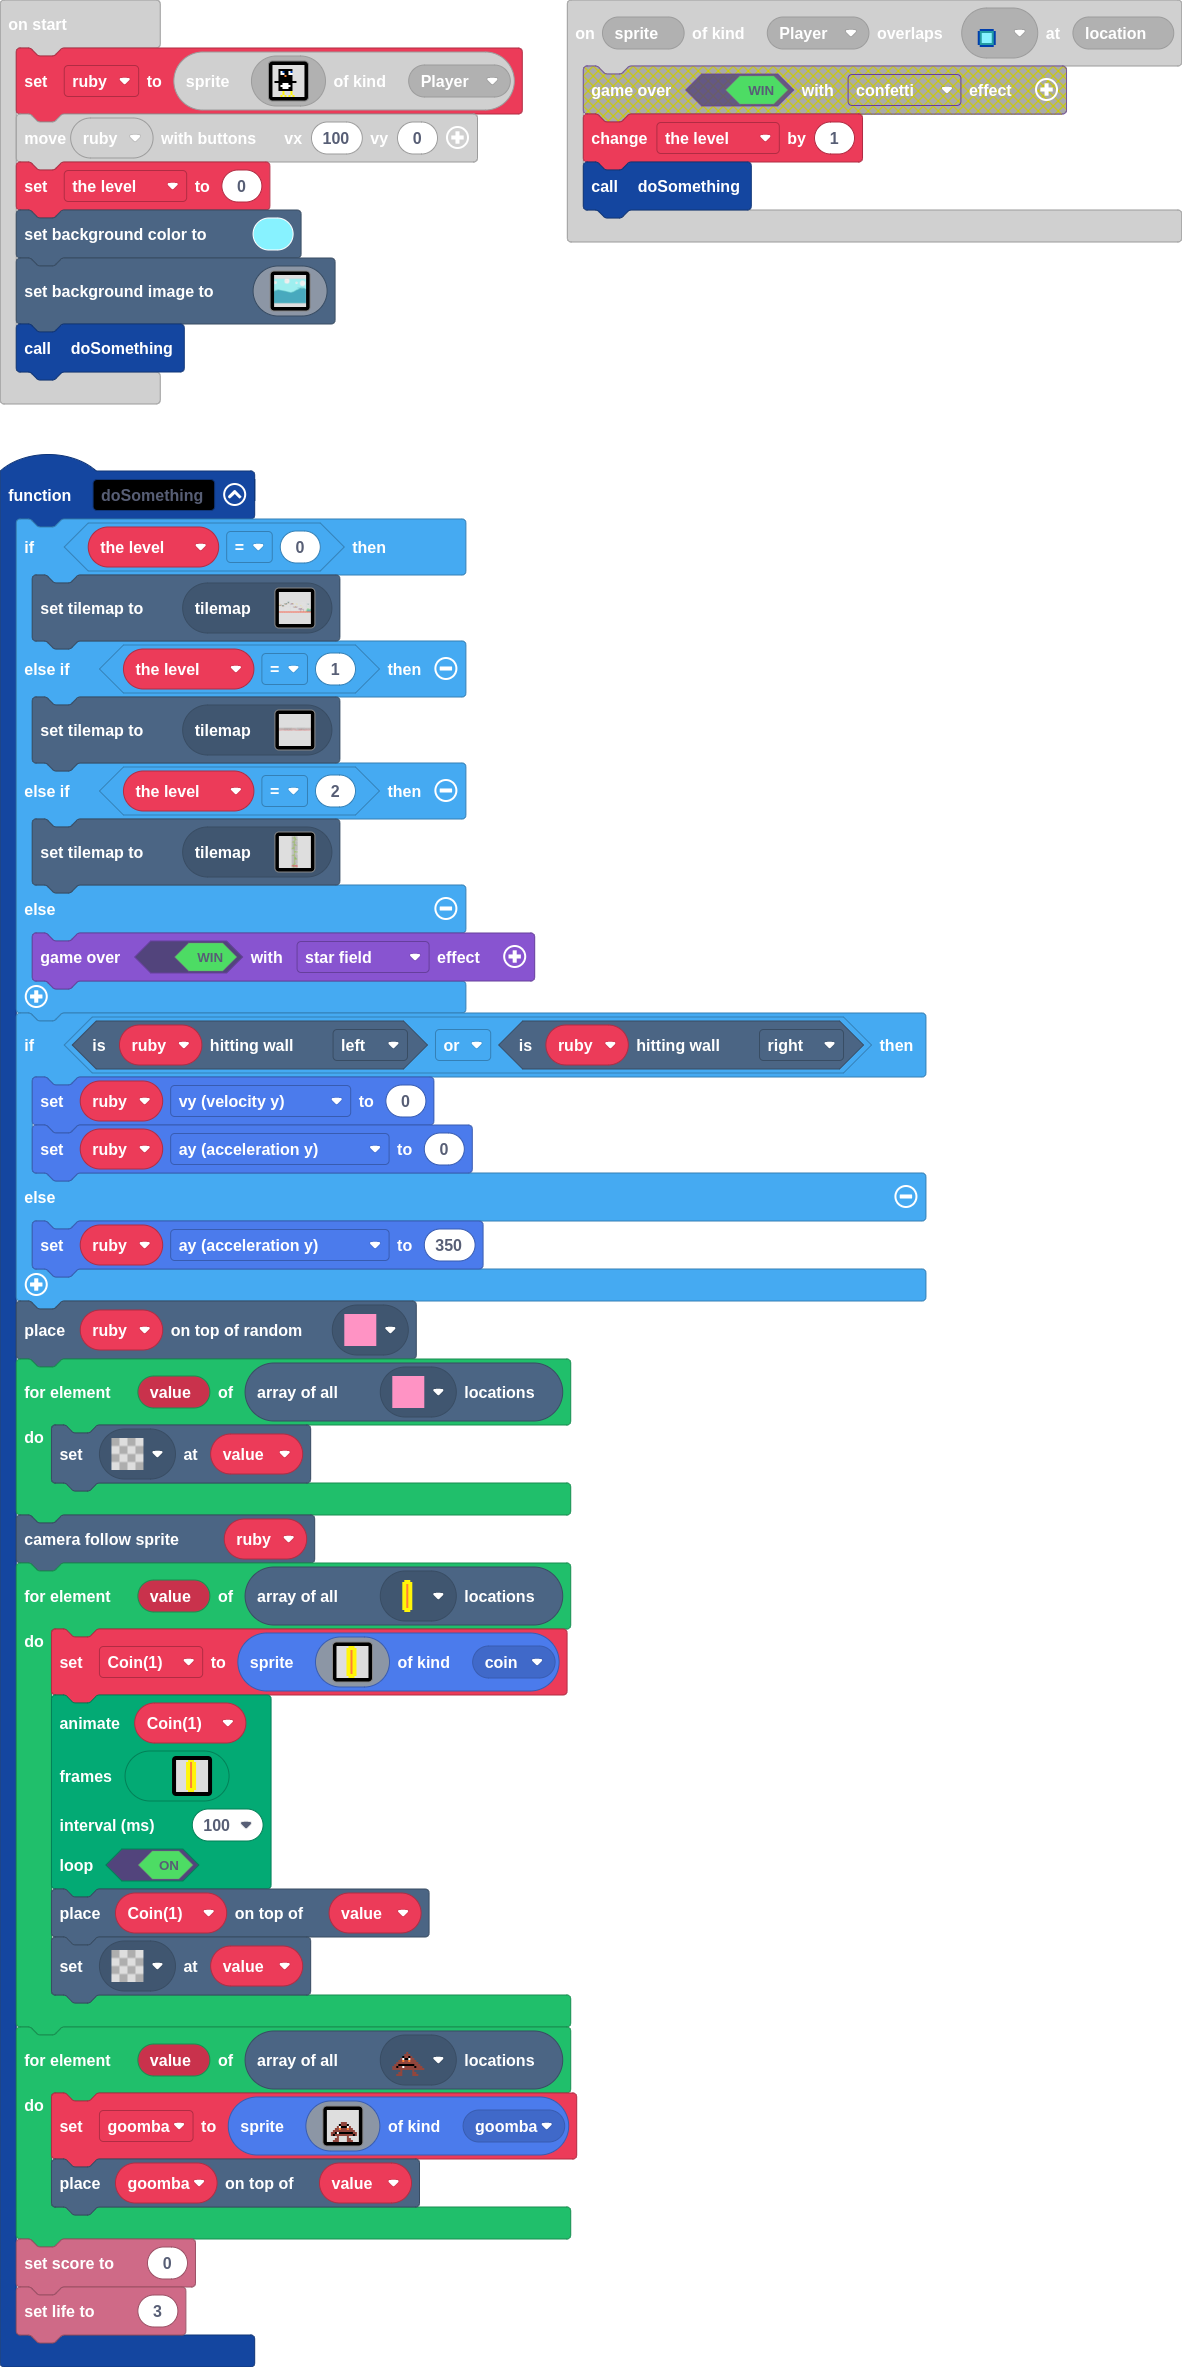 on start
set ruby to sprite of kind Player
move ruby with buttons vx 100 vy 0
set the level to 0
set background color to
set background image to
call doSomething
on sprite of kind Player overlaps at location
game over WIN with confetti effect
change the level by 1
call doSomething
function doSomething
if the level = 0 then
set tilemap to tilemap
else if the level = 1 then
set tilemap to tilemap
else if the level = 2 then
set tilemap to tilemap
else
game over WIN with star field effect
if is ruby hitting wall left or is ruby hitting wall right then
set ruby vy (velocity y) to 0
set ruby ay (acceleration y) to 0
else
set ruby ay (acceleration y) to 350
place ruby on top of random
for element value of array of all locations
do set at value
camera follow sprite ruby
for element value of array of all locations
do
set Coin(1) to sprite of kind coin
animate Coin(1)
frames
interval (ms) 100
loop ON
place Coin(1) on top of value
set at value
for element value of array of all locations
do
set goomba to sprite of kind goomba
place goomba on top of value
set score to 0
set life to 3